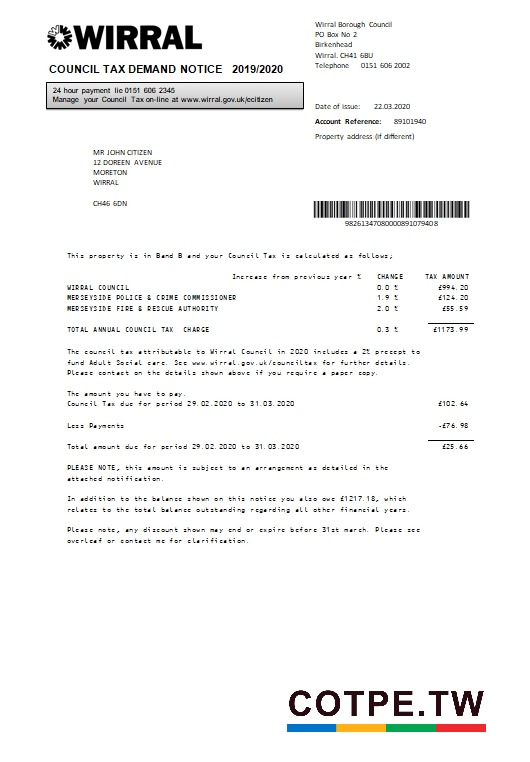 WIRRAL
COUNCIL TAX DEMAND NOTICE 2019/2020
24 hour payment lie 0151 606 2345
Manage your Council Tax on-line at www.wirral.gov.uk/ecitizen
Wirral Borough Council
PO Box No 2
Birkenhead
Wirral. CH41 6BU
Telephone 0151 606 2002
Date of issue: 22.03.2020
Account Reference: 89101940
Property address (if different)
MR JOHN CITIZEN
12 DOREEN AVENUE
MORETON
WIRRAL
CH46 6DN
98261347080000891079408
This property is in Band B and your Council Tax is calculated as follows;
Increase from previous year % CHANGE TAX AMOUNT
WIRRAL COUNCIL 0.0 % £994.20
MERSEYSIDE POLICE & CRIME COMMISSIONER 1.9 % £124.20
MERSEYSIDE FIRE & RESCUE AUTHORITY 2.0 % £55.59
TOTAL ANNUAL COUNCIL TAX CHARGE 0.3 % £1173.99
The council tax attributable to Wirral Council in 2020 includes a 2% precept to
fund Adult Social care. See www.wirral.gov.uk/counciltax for further details.
Please contact on the details shown above if you require a paper copy.
The amount you have to pay.
Council Tax due for period 29.02.2020 to 31.03.2020 £102.64
Less Payments -£76.98
Total amount due for period 29.02.2020 to 31.03.2020 £25.66
PLEASE NOTE, this amount is subject to an arrangement as detailed in the
attached notification.
In addition to the balance shown on this notice you also owe £1217.18, which
relates to the total balance outstanding regarding all other financial years.
Please note, any discount shown may end or expire before 31st march. Please see
overleaf or contact me for clarification.
COTPE.TW